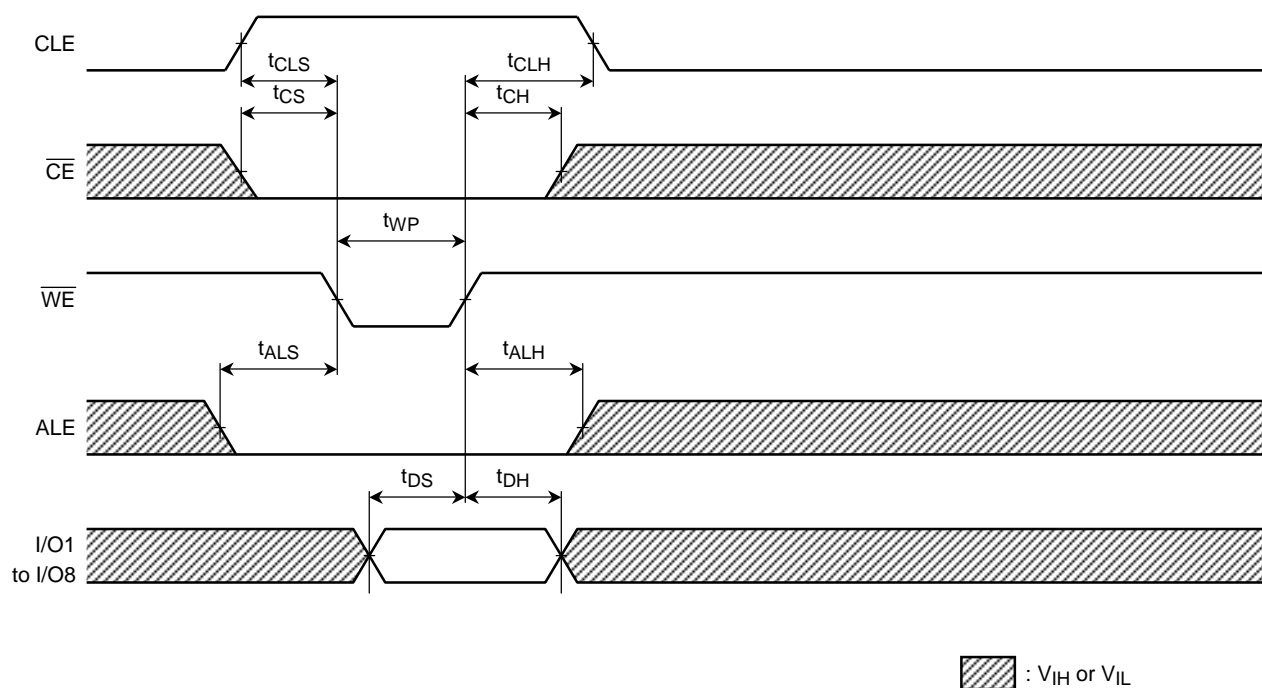 CLE
tCLS
tCLH
tCS
tCH
CE
tWP
WE
tALS
tALH
ALE
tDS
tDH
I/O1
to I/O8
: VIH or VIL